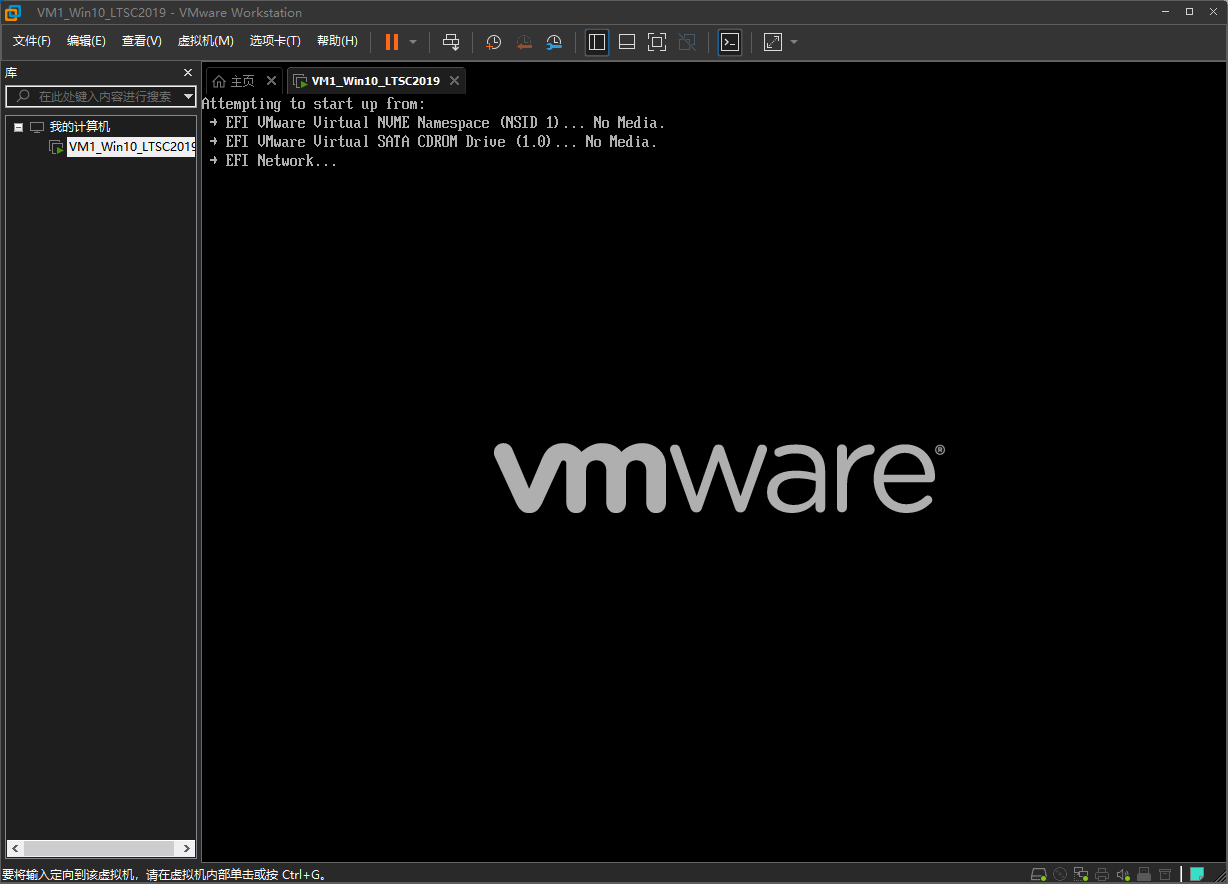 VM1_Win10_LTSC2019 - VMware Workstation
文件(F) 编辑(E) 查看(V) 虚拟机(M) 选项卡(T) 帮助(H)
库
主页
VM1_Win10_LTSC2019
在此处键入内容进行搜索
我的计算机
VM1_Win10_LTSC2019
Attempting to start up from:
→ EFI VMware Virtual NVME Namespace (NSID 1)... No Media.
→ EFI VMware Virtual SATA CDROM Drive (1.0)... No Media.
→ EFI Network...
vmware®
要将输入定向到该虚拟机，请在虚拟机内部单击或按 Ctrl+G。